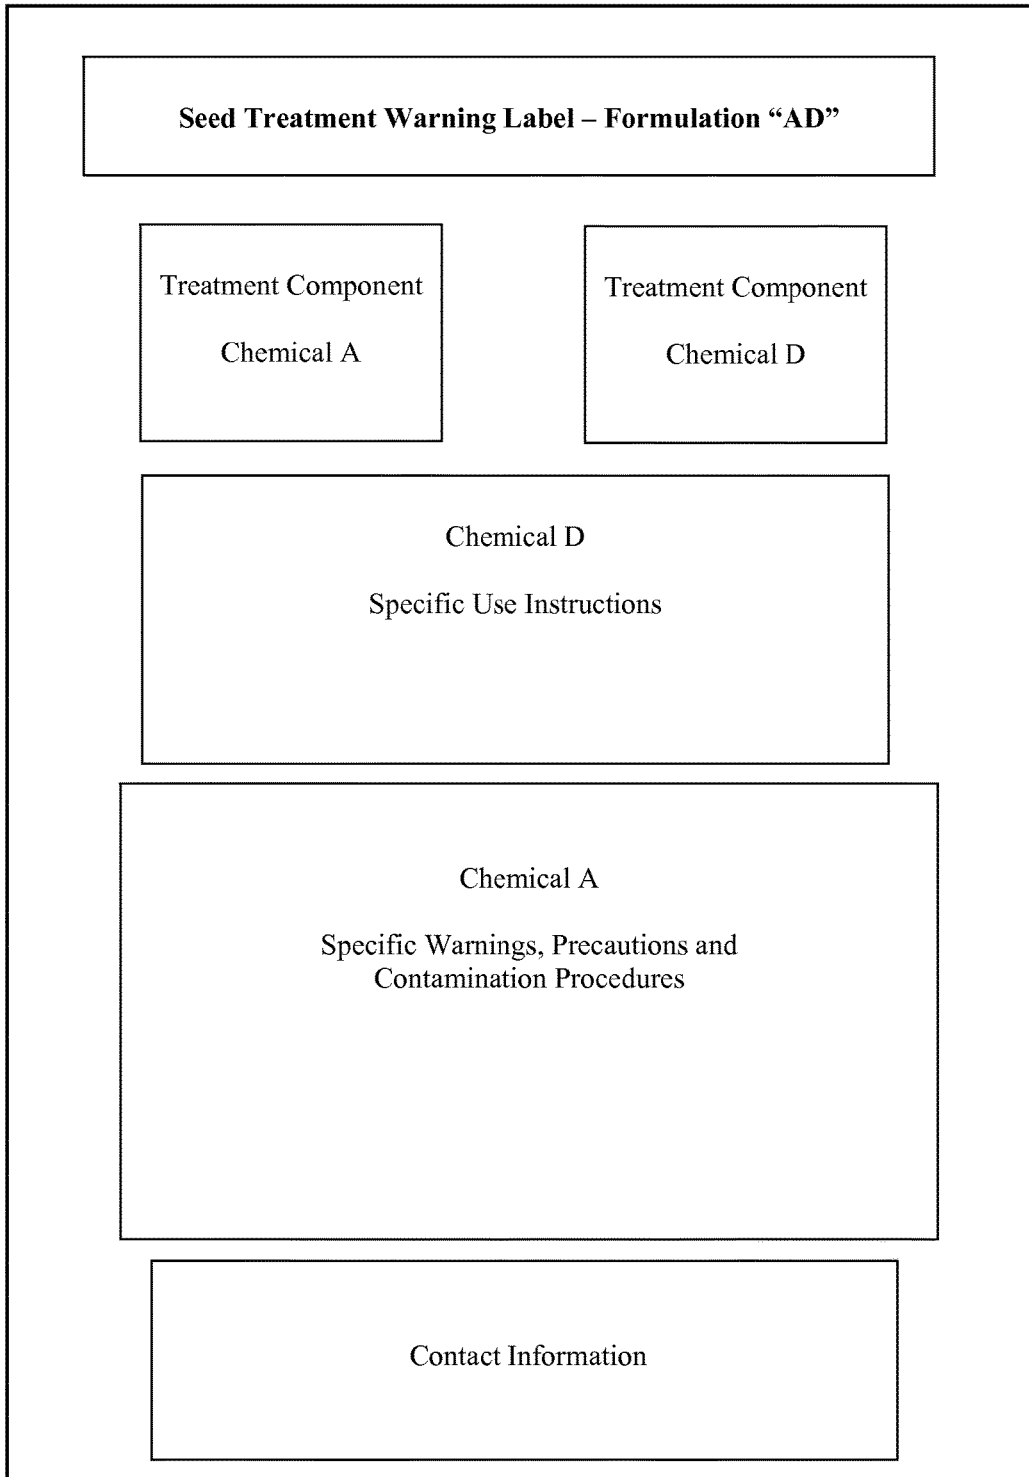 Seed Treatment Warning Label – Formulation “AD”
Treatment Component
Chemical A
Treatment Component
Chemical D
Chemical D
Specific Use Instructions
Chemical A
Specific Warnings, Precautions and
Contamination Procedures
Contact Information